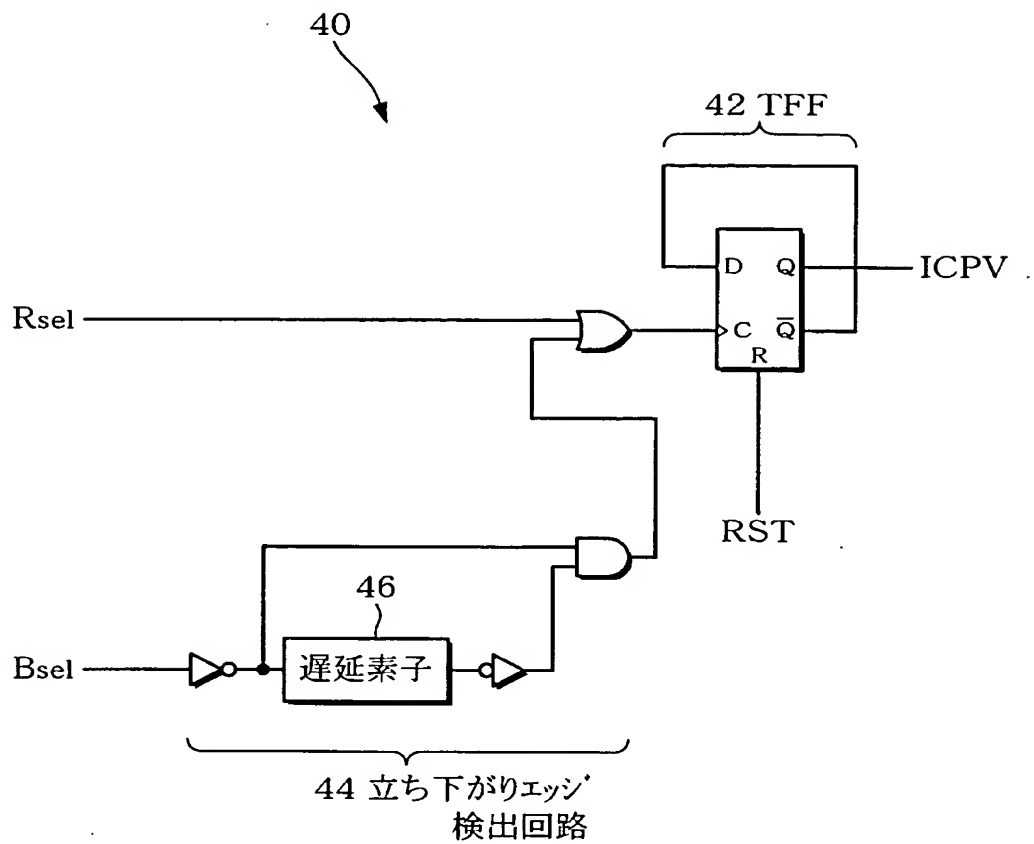 40
42 TFF
D
Q
ICPV
Rsel
C
Q̅
R
RST
46
Bsel
遅延素子
44 立ち下がりエッジ
検出回路